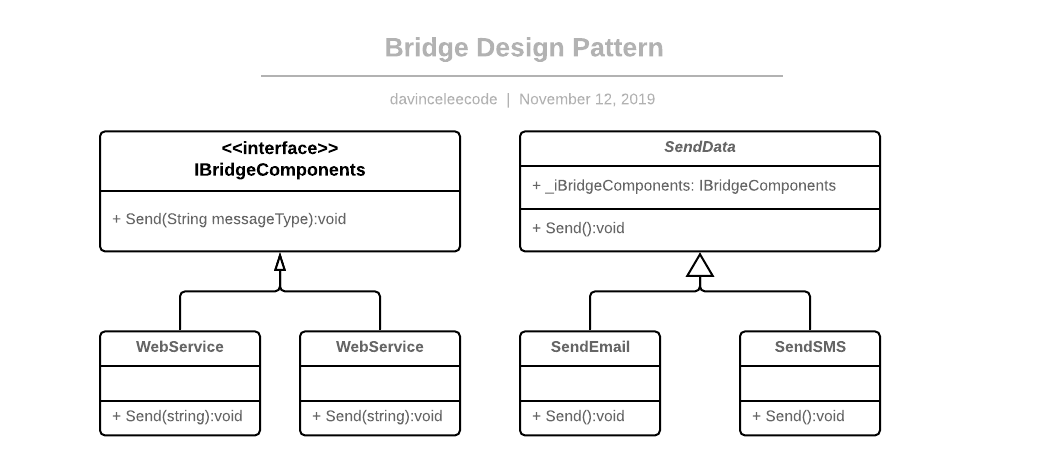 Bridge Design Pattern
davinceleecode | November 12, 2019
<<interface>>
IBridgeComponents
+ Send(String messageType):void
SendData
+ _iBridgeComponents: IBridgeComponents
+ Send():void
WebService
+ Send(string):void
WebService
+ Send(string):void
SendEmail
+ Send():void
SendSMS
+ Send():void